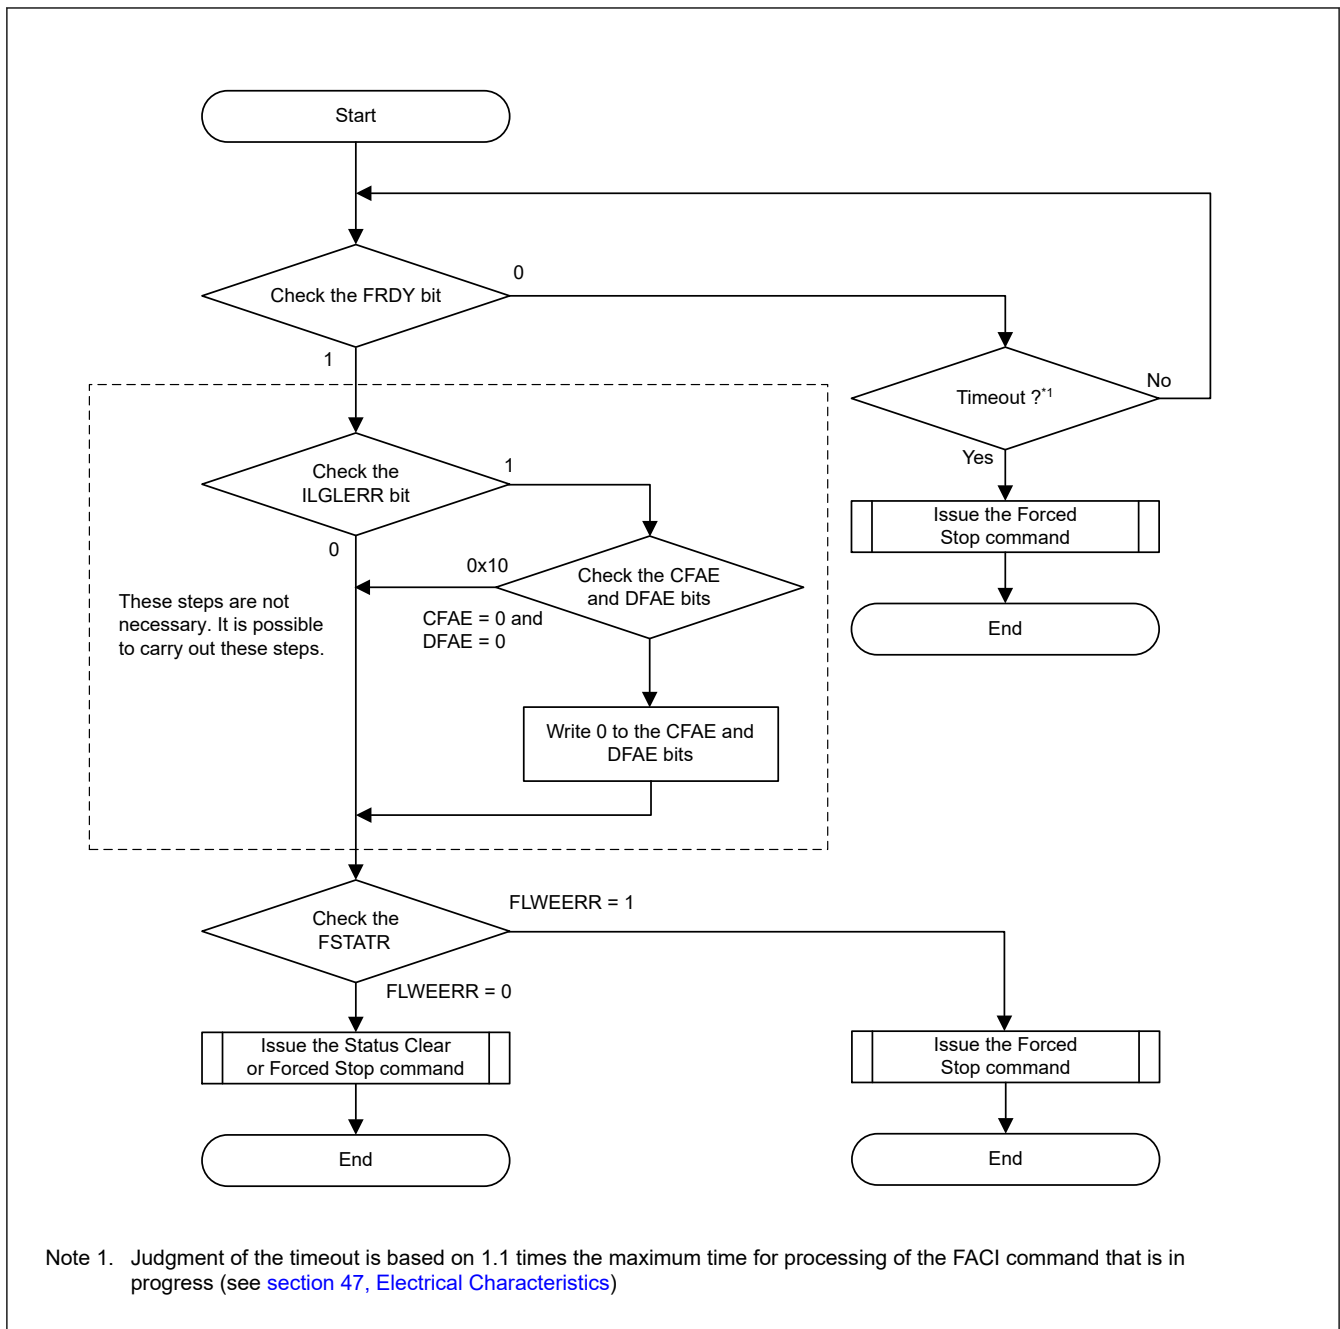 Start
Check the FRDY bit
0
1
Timeout ?*1
No
Yes
Issue the Forced
Stop command
End
Check the
ILGLERR bit
1
0
0x10
Check the CFAE
and DFAE bits
CFAE = 0 and
DFAE = 0
These steps are not
necessary. It is possible
to carry out these steps.
Write 0 to the CFAE and
DFAE bits
Check the
FSTATR
FLWEERR = 1
FLWEERR = 0
Issue the Status Clear
or Forced Stop command
End
Issue the Forced
Stop command
End
Note 1. Judgment of the timeout is based on 1.1 times the maximum time for processing of the FACI command that is in
progress (see section 47, Electrical Characteristics)